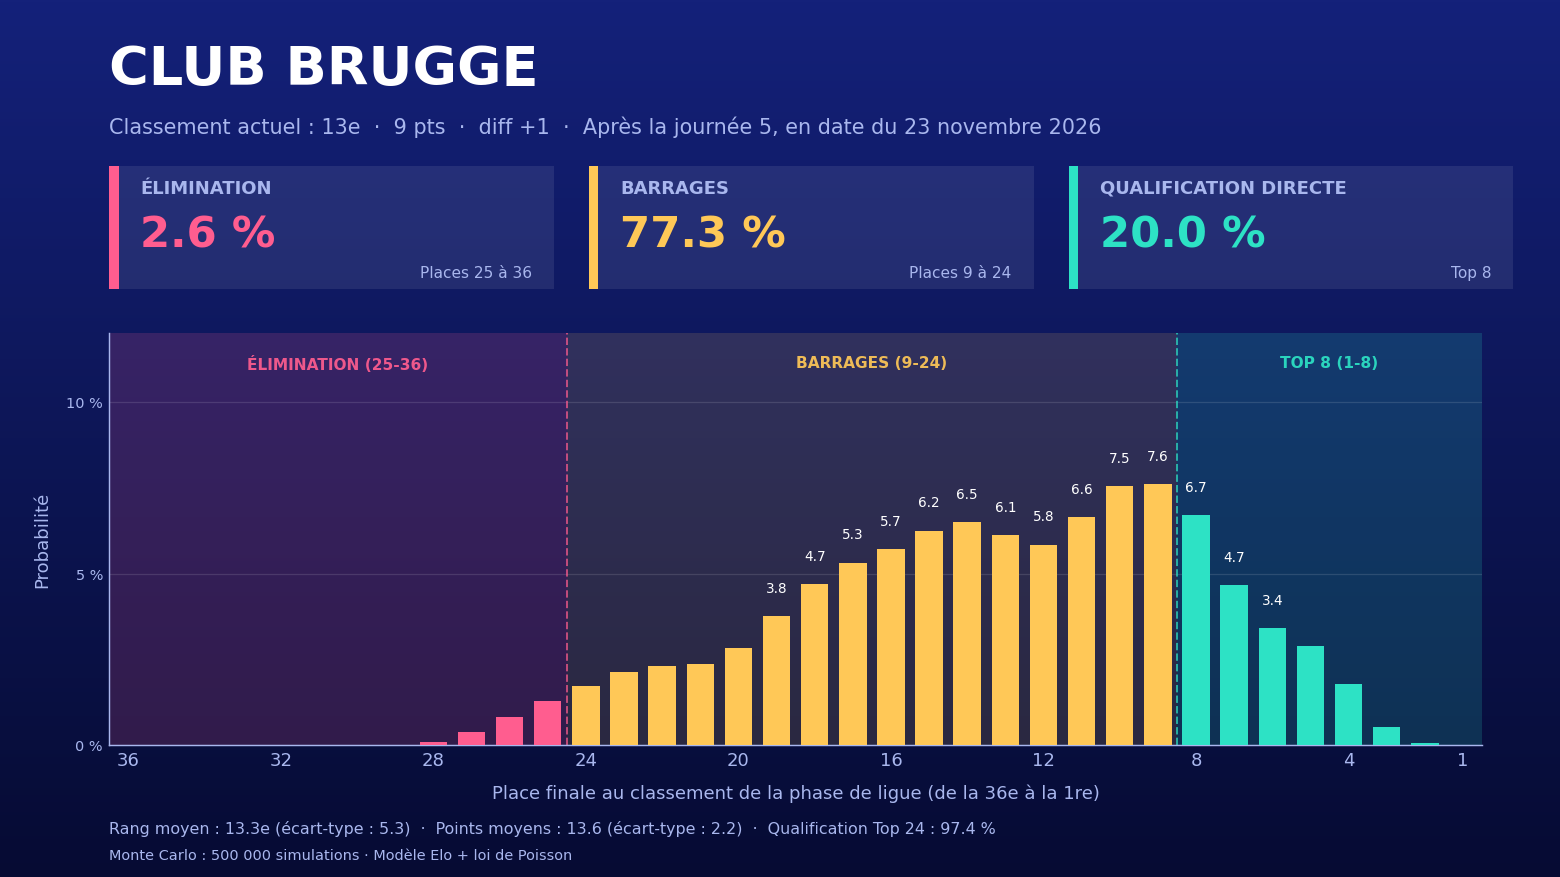 CLUB BRUGGE
Classement actuel : 13e · 9 pts · diff +1 · Après la journée 5, en date du 23 novembre 2026
ÉLIMINATION
2.6 %
Places 25 à 36
BARRAGES
77.3 %
Places 9 à 24
QUALIFICATION DIRECTE
20.0 %
Top 8
ÉLIMINATION (25-36)
BARRAGES (9-24)
TOP 8 (1-8)
10 %
5 %
0 %
Probabilité
3.8
4.7
5.3
5.7
6.2
6.5
6.1
5.8
6.6
7.5
7.6
6.7
4.7
3.4
36 32 28 24 20 16 12 8 4 1
Place finale au classement de la phase de ligue (de la 36e à la 1re)
Rang moyen : 13.3e (écart-type : 5.3) · Points moyens : 13.6 (écart-type : 2.2) · Qualification Top 24 : 97.4 %
Monte Carlo : 500 000 simulations · Modèle Elo + loi de Poisson